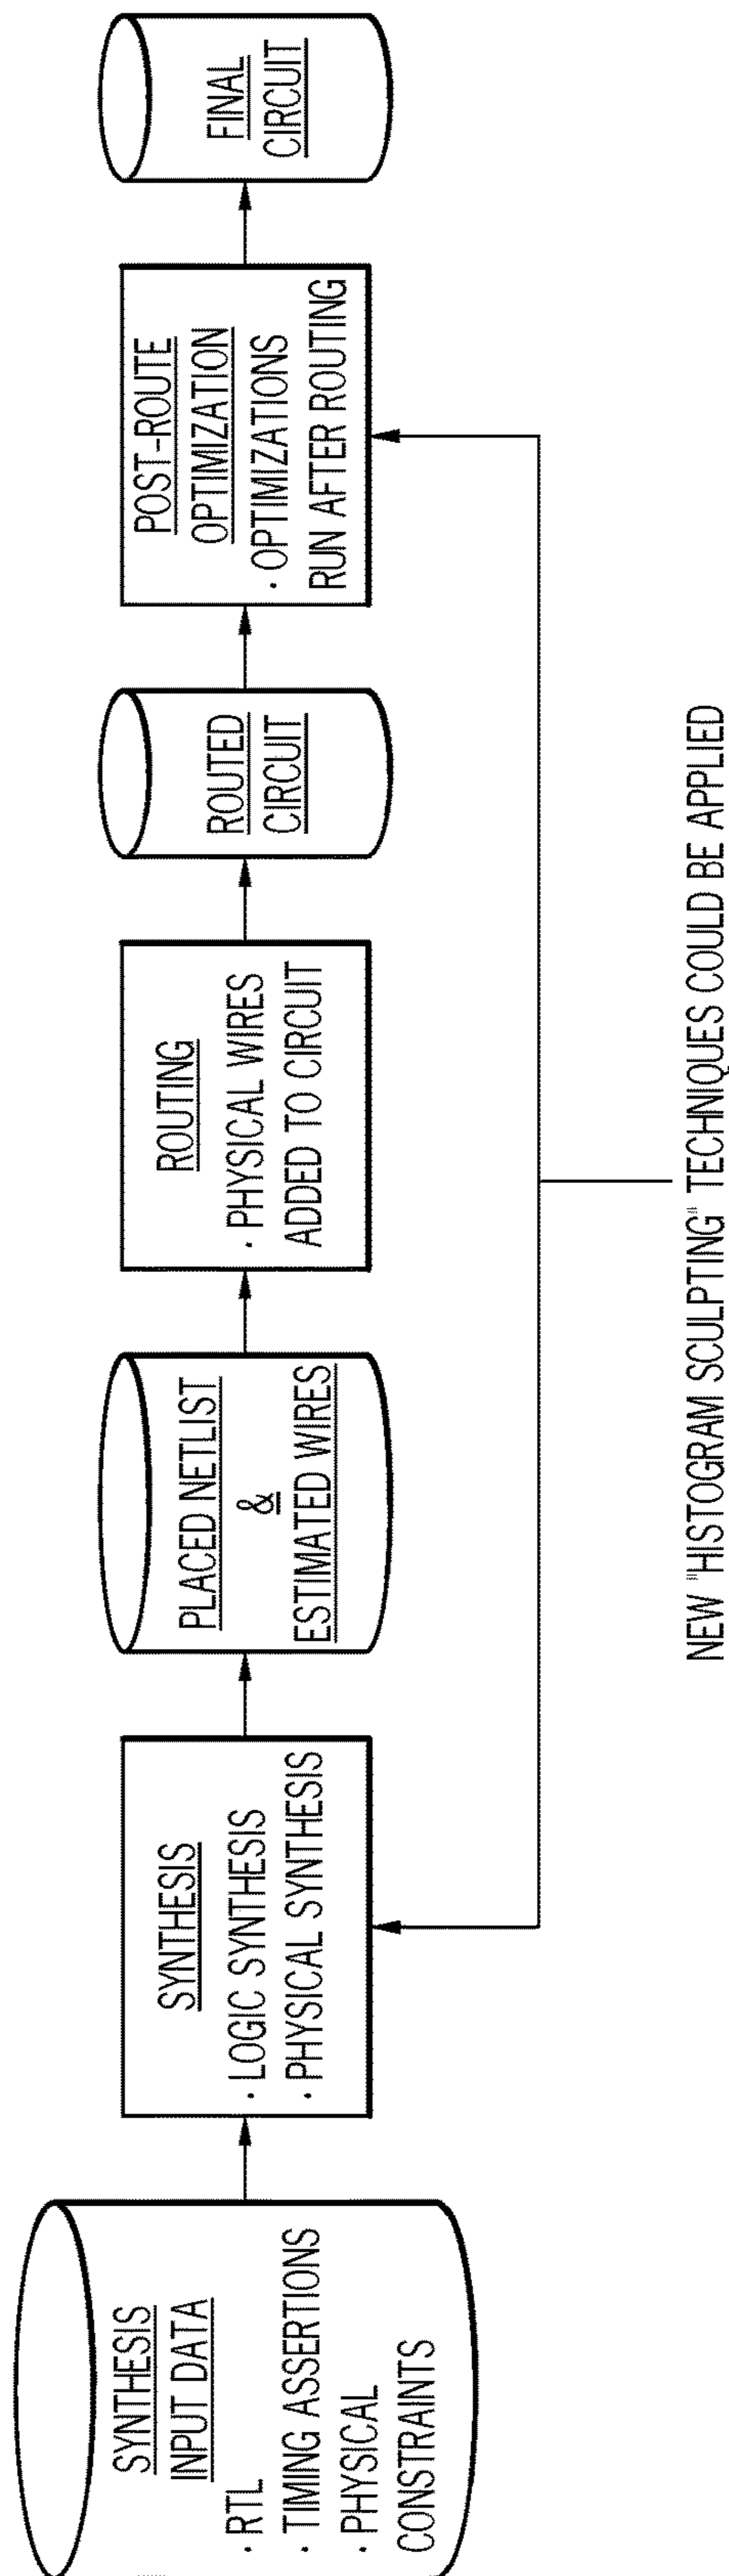 SYNTHESIS
INPUT DATA
· RTL
· TIMING ASSERTIONS
· PHYSICAL
CONSTRAINTS
SYNTHESIS
· LOGIC SYNTHESIS
· PHYSICAL SYNTHESIS
PLACED NETLIST
&
ESTIMATED WIRES
ROUTING
· PHYSICAL WIRES
ADDED TO CIRCUIT
ROUTED
CIRCUIT
POST-ROUTE
OPTIMIZATION
· OPTIMIZATIONS
RUN AFTER ROUTING
FINAL
CIRCUIT
NEW "HISTOGRAM SCULPTING" TECHNIQUES COULD BE APPLIED